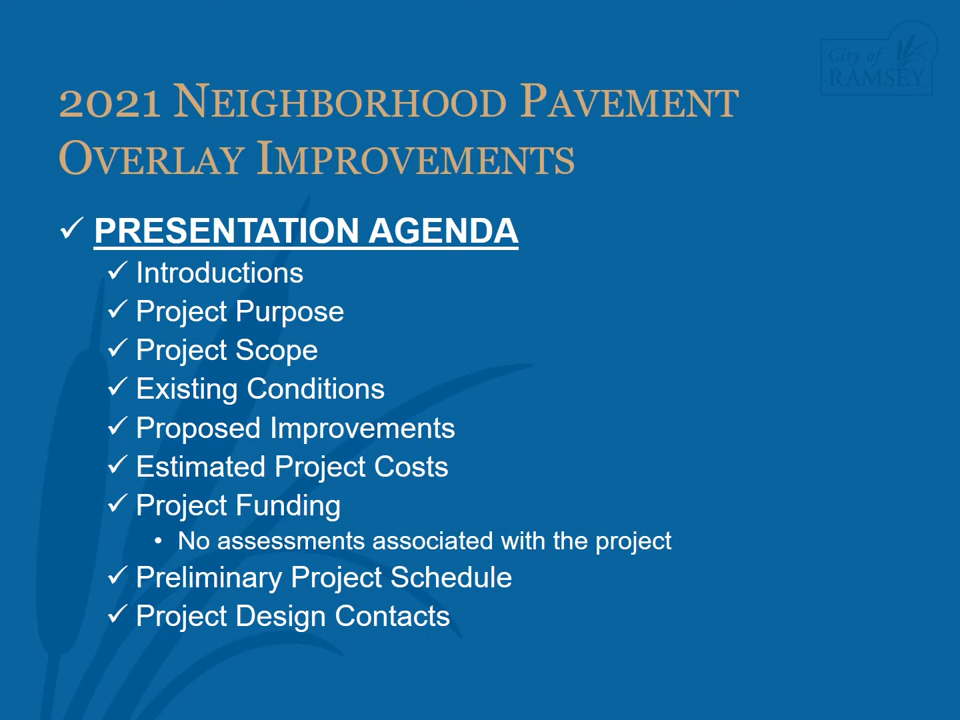 City of
RAMSEY
2021 NEIGHBORHOOD PAVEMENT
OVERLAY IMPROVEMENTS
✓ PRESENTATION AGENDA
✓ Introductions
✓ Project Purpose
✓ Project Scope
✓ Existing Conditions
✓ Proposed Improvements
✓ Estimated Project Costs
✓ Project Funding
• No assessments associated with the project
✓ Preliminary Project Schedule
✓ Project Design Contacts